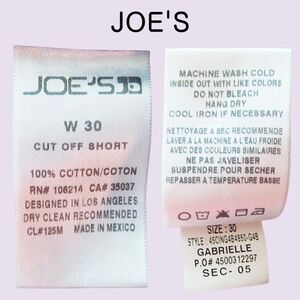 JOE'S
JOE'S
W 30
CUT OFF SHORT
100% COTTON/COTON
RN# 106214 CA# 35037
DESIGNED IN LOS ANGELES
DRY CLEAN RECOMMENDED
CL#125M MADE IN MEXICO
MACHINE WASH COLD
INSIDE OUT WITH LIKE COLORS
DO NOT BLEACH
HANG DRY
COOL IRON IF NECESSARY
NETTOYAGE A SEC RECOMMENDE
LAVER A LA MACHINE A L'EAU FROIDE
AVEC DES COULEURS SIMILAIRES
NE PAS JAVELISER
SUSPENDRE POUR SECHER
REPASSER A TEMPERATURE BASSE
SIZE: 30
GABRIELLE
P.O# 4500312297
SEC- 05